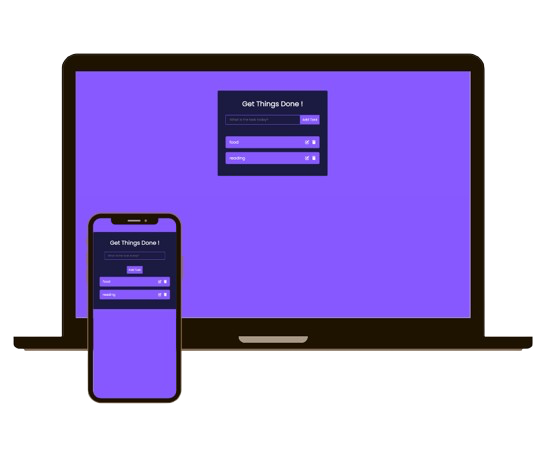 Get Things Done !
What is the task today?
Add Task
food
reading
Get Things Done !
Add Task
food
reading